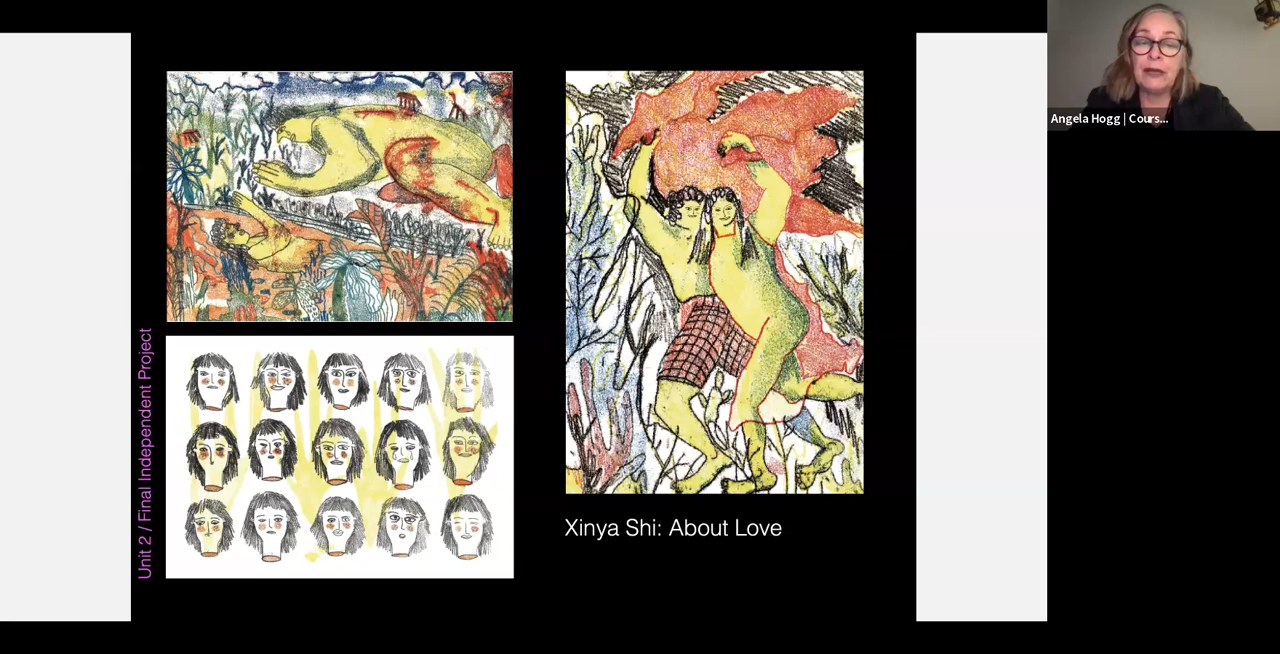 Angela Hogg | Cours...
Unit 2 / Final Independent Project
Xinya Shi: About Love